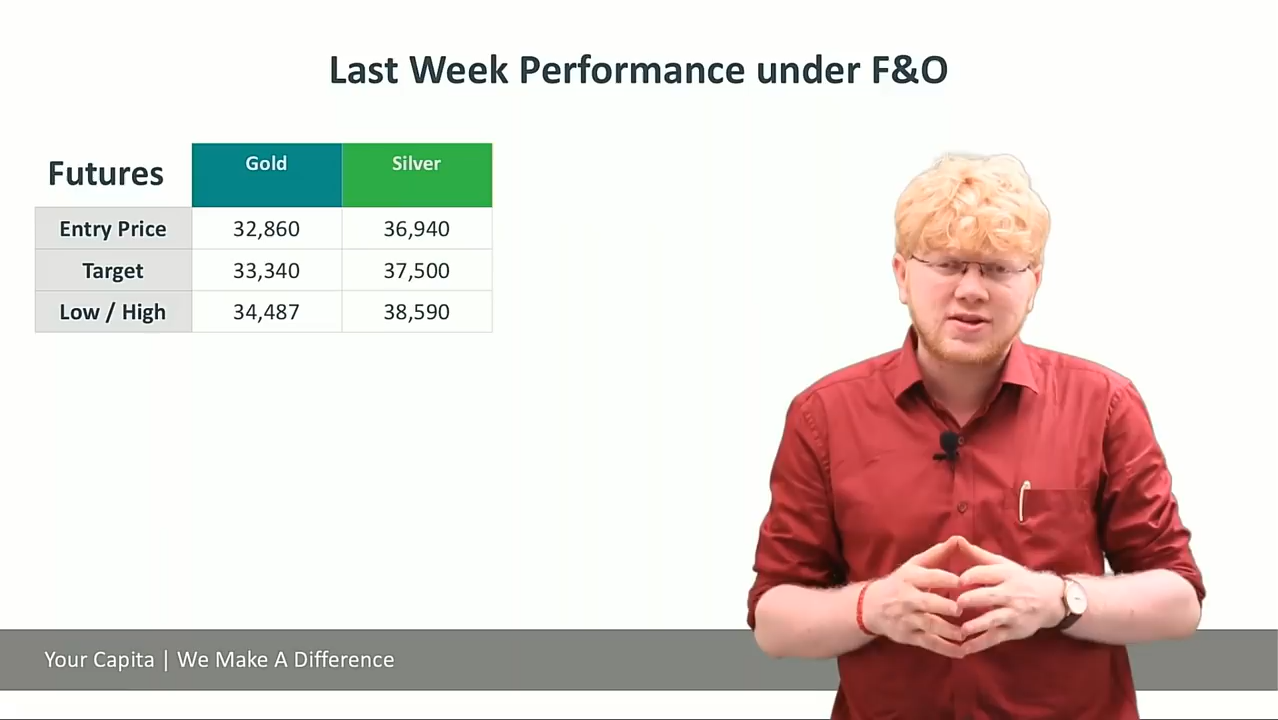 Last Week Performance under F&O
Futures Gold Silver
Entry Price 32,860 36,940
Target 33,340 37,500
Low / High 34,487 38,590
Your Capita | We Make A Difference